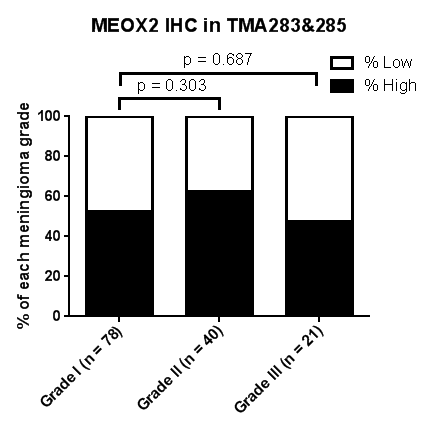 MEOX2 IHC in TMA283&285
p = 0.687
p = 0.303
% Low
% High
% of each meningioma grade
100
80
60
40
20
0
Grade I (n = 78)
Grade II (n = 40)
Grade III (n = 21)